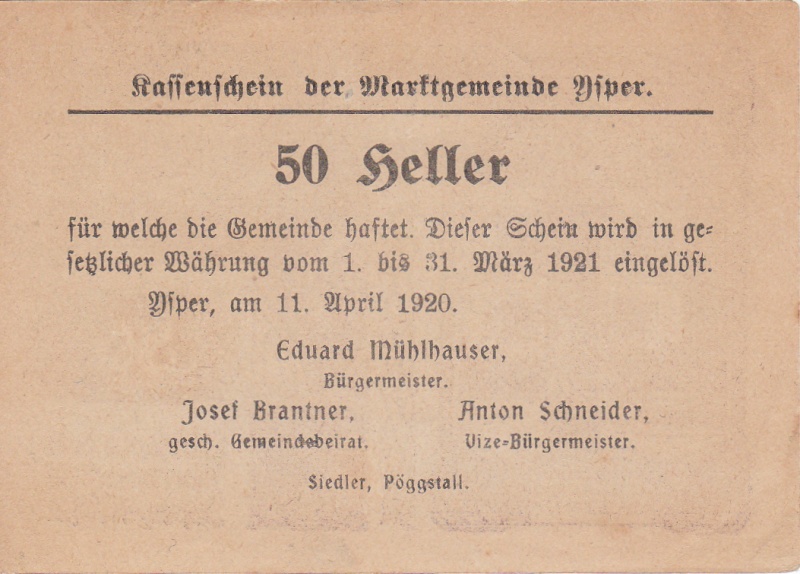 Kassenschein der Marktgemeinde Ysper.
50 Heller
für welche die Gemeinde haftet. Dieser Schein wird in ge-
setzlicher Währung vom 1. bis 31. März 1921 eingelöst.
Ysper, am 11. April 1920.
Eduard Mühlhauser,
Bürgermeister.
Josef Brantner, Anton Schneider,
gesch. Gemeindebeirat. Vize-Bürgermeister.
Siedler, Pöggstall.